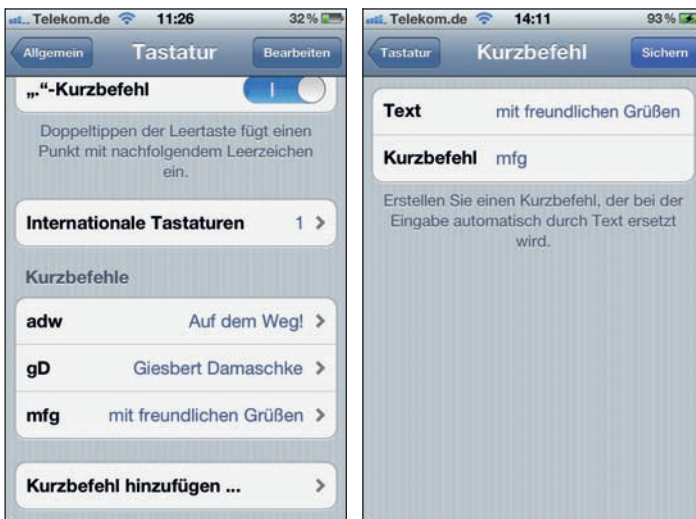 Telekom.de 11:26 32 %
Allgemein Tastatur Bearbeiten
„.“-Kurzbefehl
Doppeltippen der Leertaste fügt einen
Punkt mit nachfolgendem Leerzeichen
ein.
Internationale Tastaturen 1
Kurzbefehle
adw Auf dem Weg!
gD Giesbert Damaschke
mfg mit freundlichen Grüßen
Kurzbefehl hinzufügen ...
Telekom.de 14:11 93 %
Tastatur Kurzbefehl Sichern
Text mit freundlichen Grüßen
Kurzbefehl mfg
Erstellen Sie einen Kurzbefehl, der bei der
Eingabe automatisch durch Text ersetzt
wird.